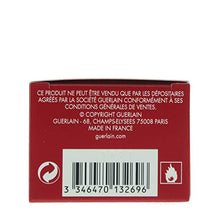 CE PRODUIT NE PEUT ÊTRE VENDU QUE PAR LES DÉPOSITAIRES
AGRÉÉS PAR LA SOCIÉTÉ GUERLAIN CONFORMÉMENT À SES
CONDITIONS GÉNÉRALES DE VENTES.
© COPYRIGHT GUERLAIN
GUERLAIN - 68, CHAMPS-ELYSEES 75008 PARIS
MADE IN FRANCE
guerlain.com
3 346470 132696